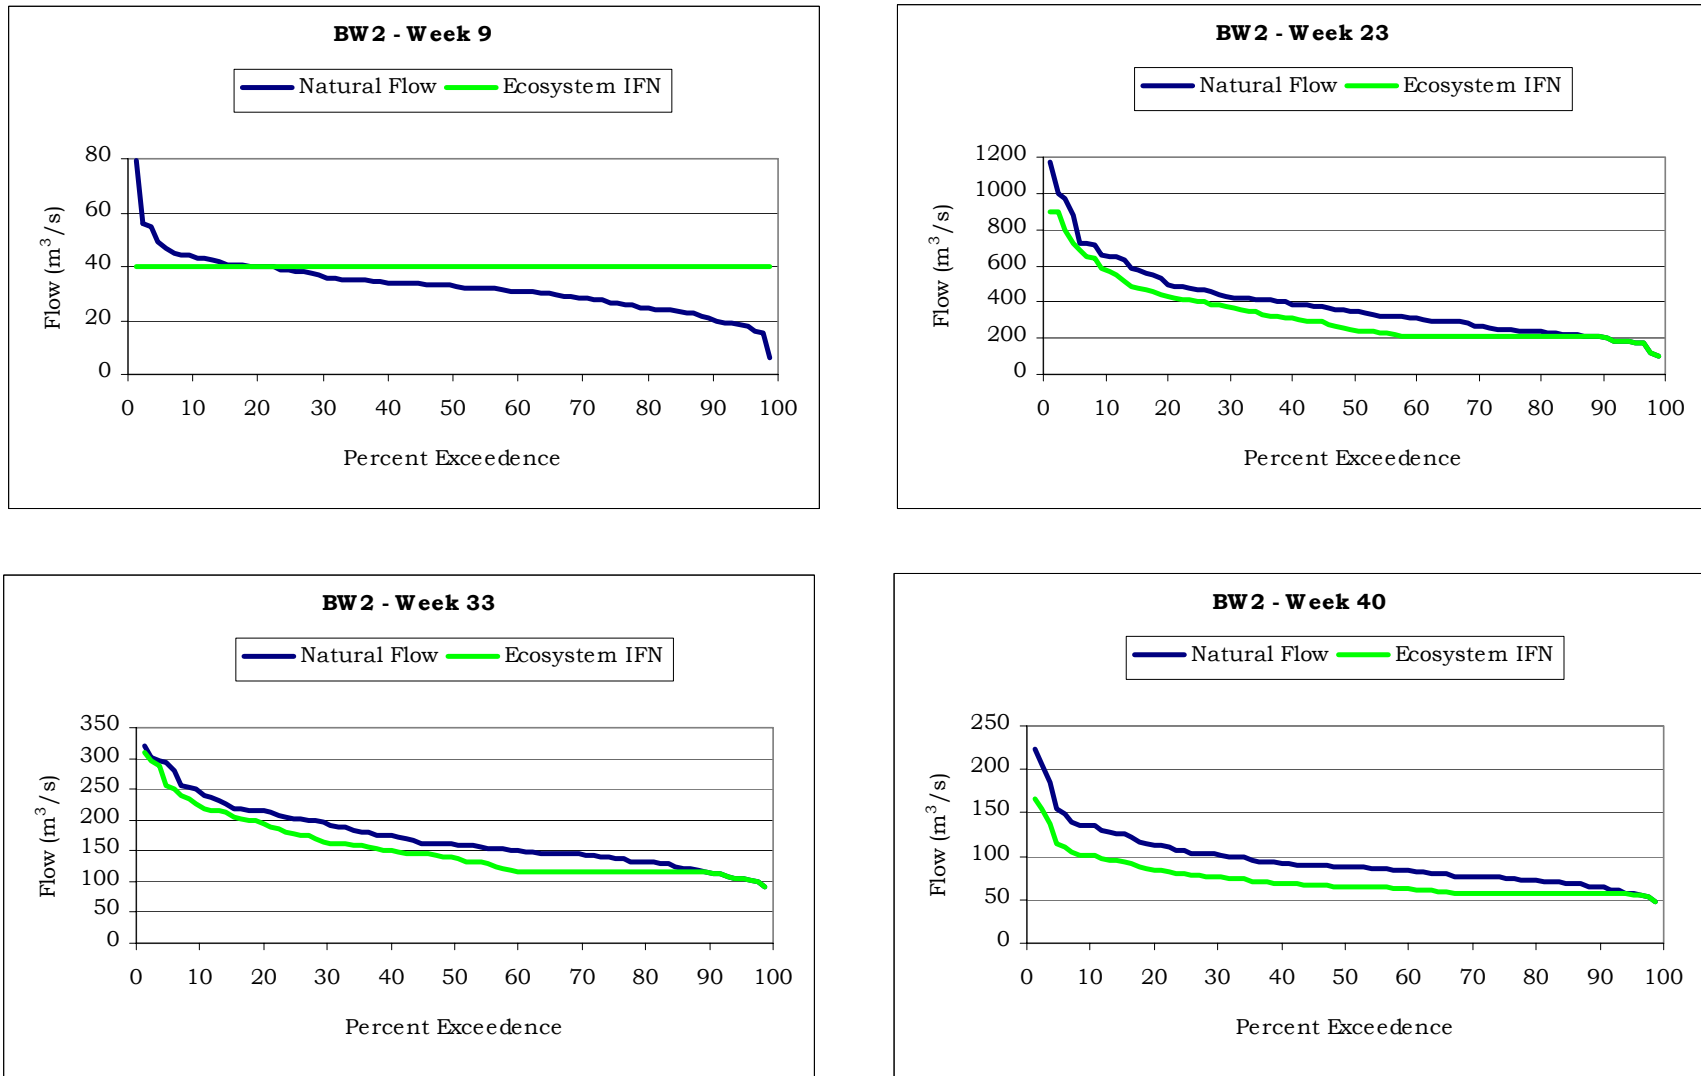 BW2 - Week 9
Natural Flow Ecosystem IFN
80
60
40
20
0
Flow (m³/s)
0 10 20 30 40 50 60 70 80 90 100
Percent Exceedence
BW2 - Week 23
Natural Flow Ecosystem IFN
1200
1000
800
600
400
200
0
Flow (m³/s)
0 10 20 30 40 50 60 70 80 90 100
Percent Exceedence
BW2 - Week 33
Natural Flow Ecosystem IFN
350
300
250
200
150
100
50
0
Flow (m³/s)
0 10 20 30 40 50 60 70 80 90 100
Percent Exceedence
BW2 - Week 40
Natural Flow Ecosystem IFN
250
200
150
100
50
0
Flow (m³/s)
0 10 20 30 40 50 60 70 80 90 100
Percent Exceedence